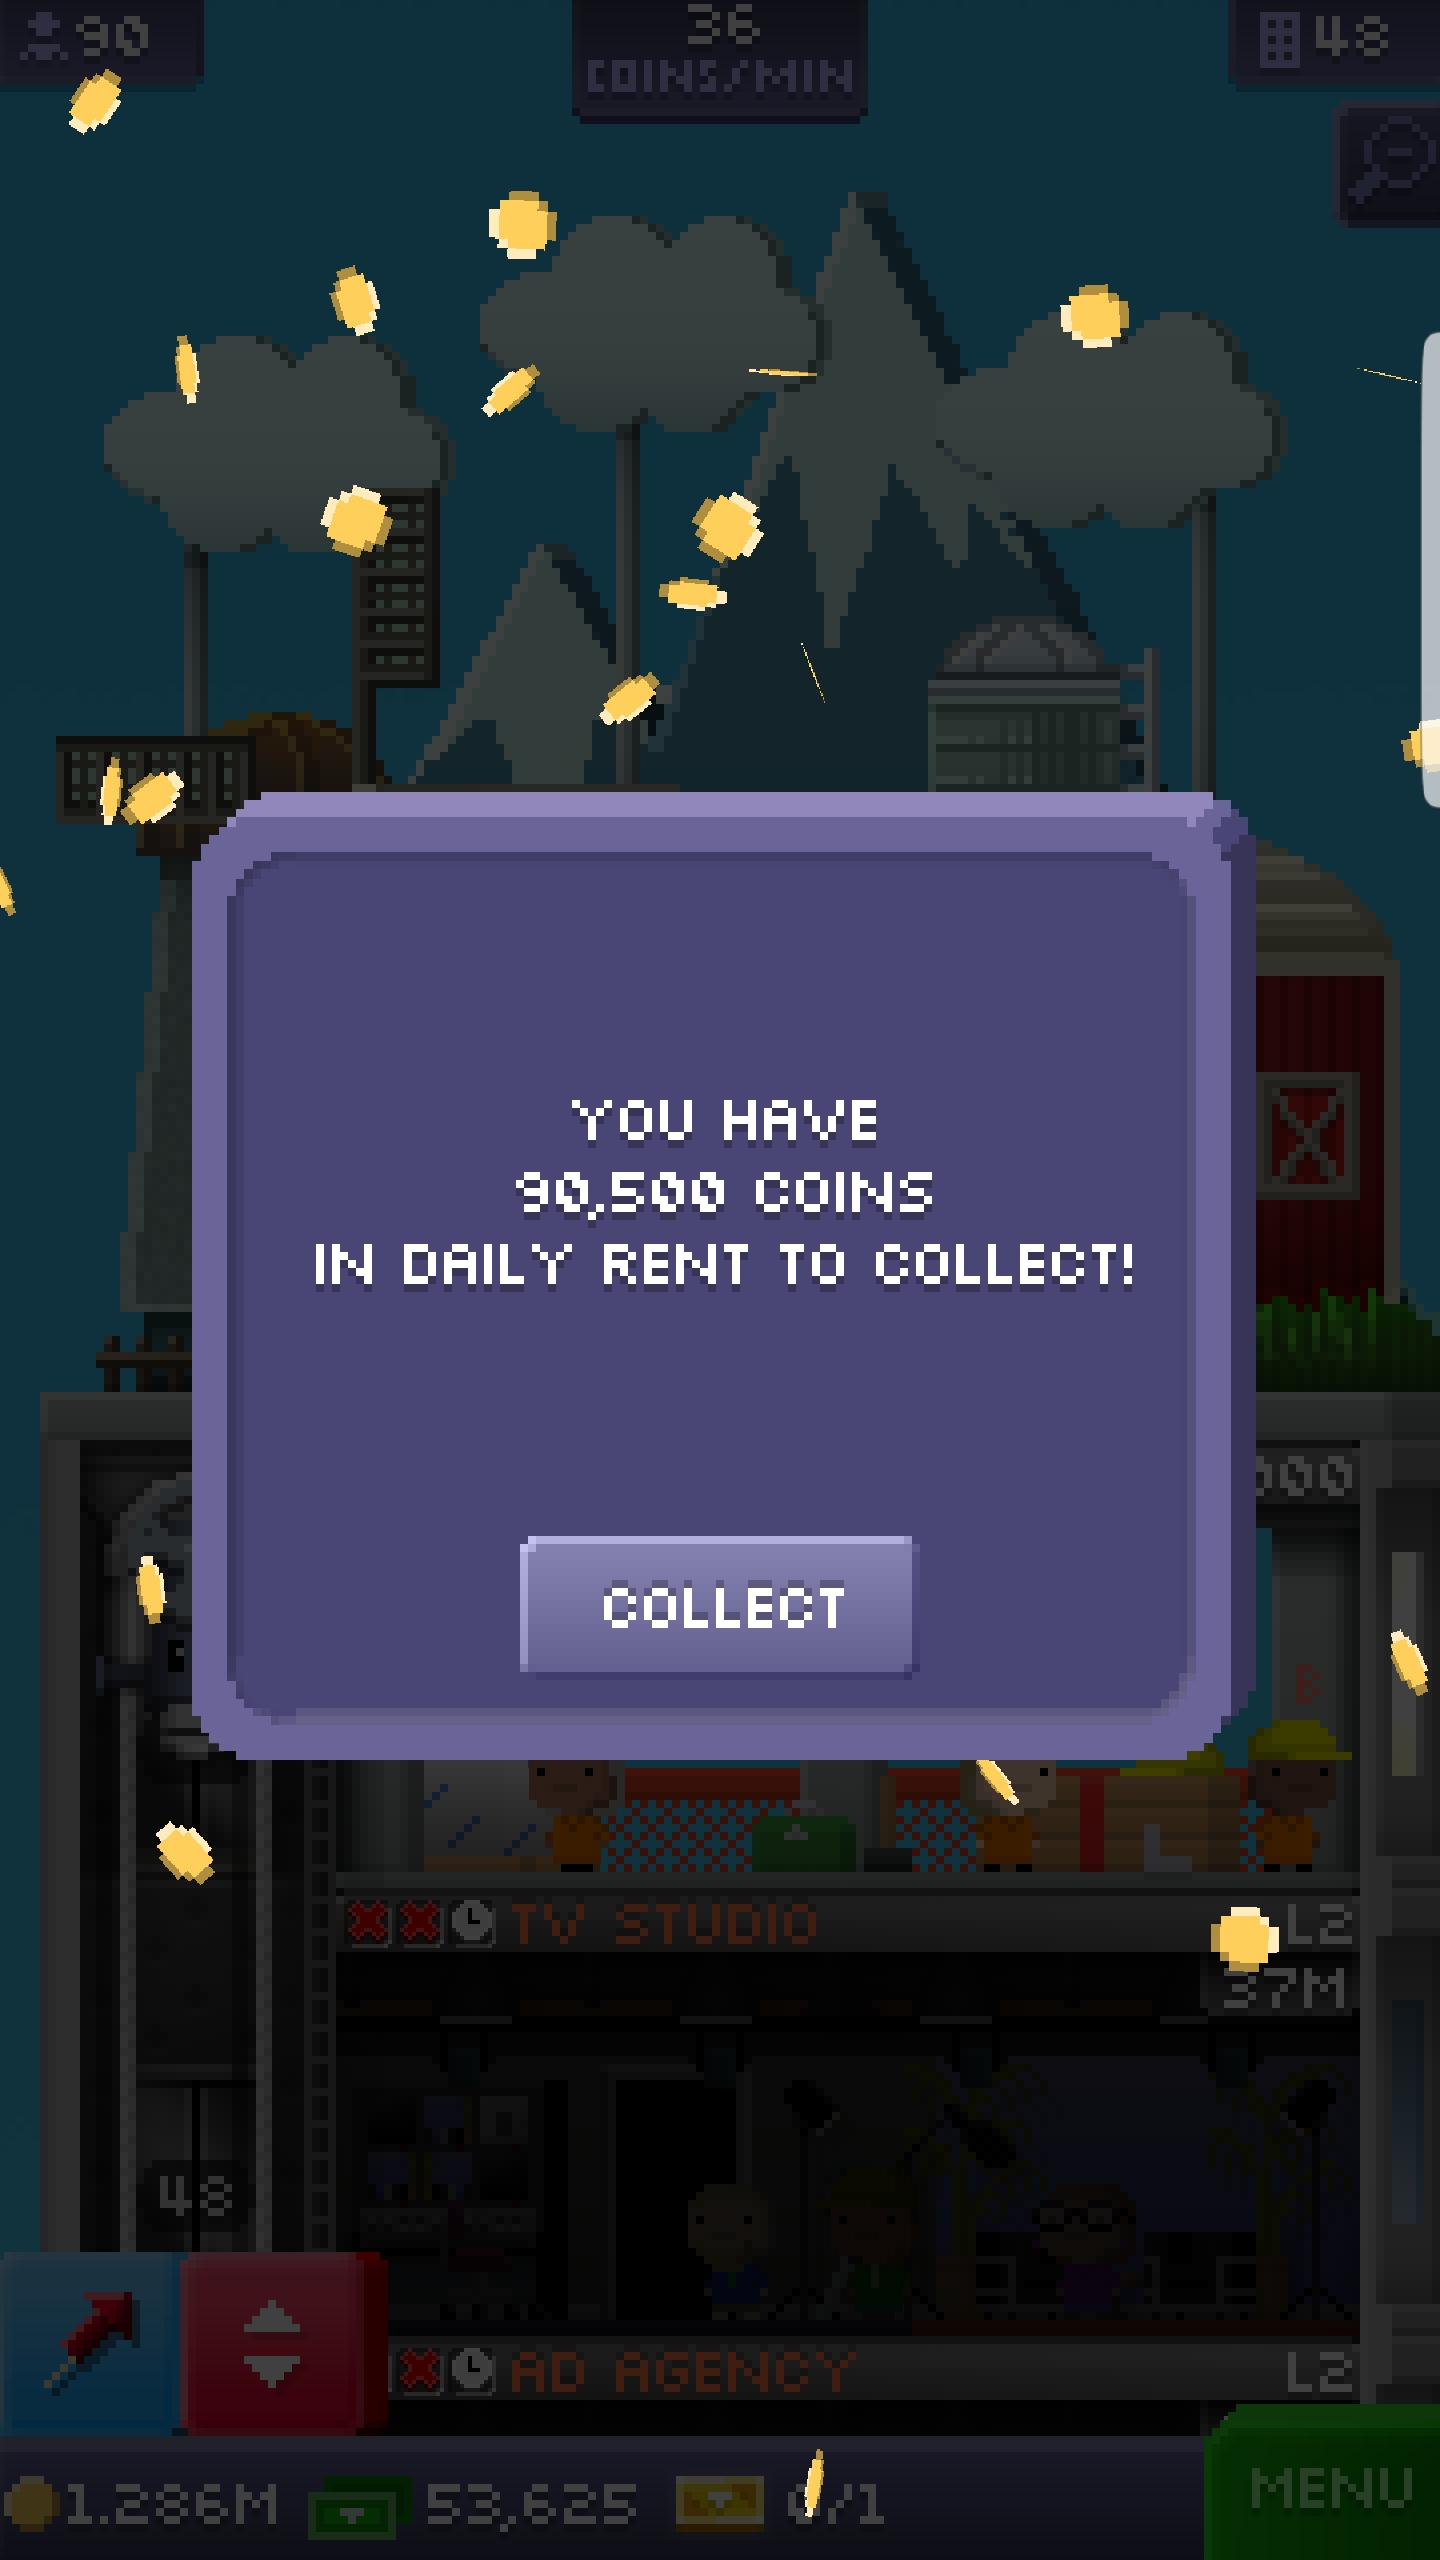 90
36
COINS/MIN
48
YOU HAVE
90,500 COINS
IN DAILY RENT TO COLLECT!
000
COLLECT
B
TV STUDIO
L2
37M
48
AD AGENCY
L2
1.286M
53,625
0/1
MENU